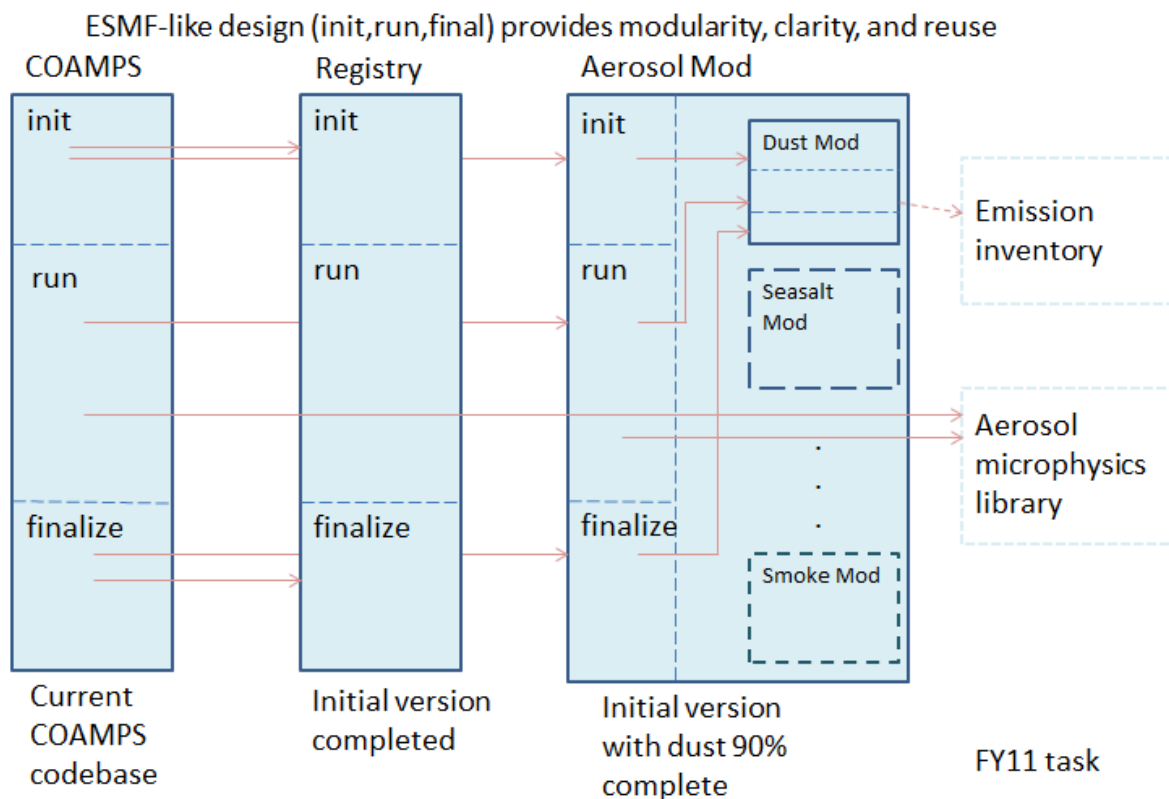 ESMF-like design (init,run,final) provides modularity, clarity, and reuse
COAMPS
Registry
Aerosol Mod
init
init
init
Dust Mod
Emission
inventory
run
run
run
Seasalt
Mod
Aerosol
microphysics
library
.
.
.
finalize
finalize
finalize
Smoke Mod
Current
COAMPS
codebase
Initial version
completed
Initial version
with dust 90%
complete
FY11 task